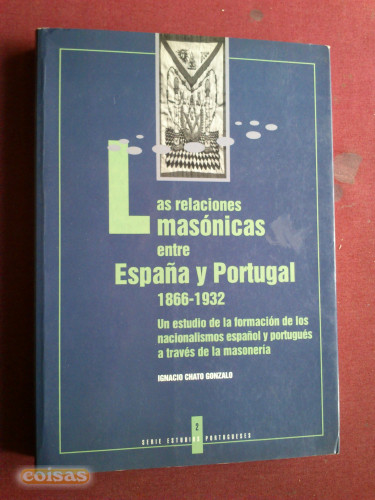 Las relaciones
masónicas
entre
España y Portugal
1866-1932
Un estudio de la formación de los
nacionalismos español y portugués
a través de la masonería
IGNACIO CHATO GONZALO
2
SERIE ESTUDIOS PORTUGUESES
coisas